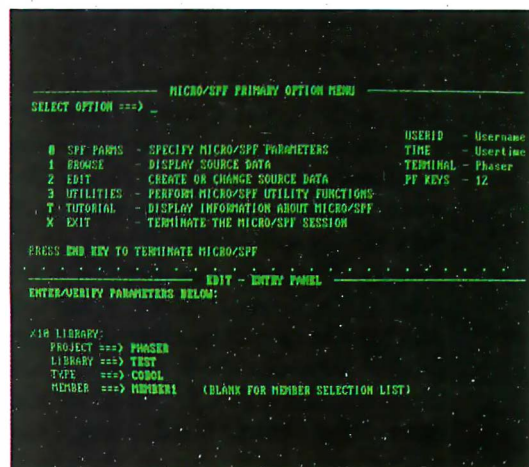 MICRO/SPF PRIMARY OPTION MENU
SELECT OPTION ===> _
USERID - Username
TIME - Usertime
TERMINAL - Phaser
PF KEYS - 12
0 SPF PARMS - SPECIFY MICRO/SPF PARAMETERS
1 BROWSE - DISPLAY SOURCE DATA
2 EDIT - CREATE OR CHANGE SOURCE DATA
3 UTILITIES - PERFORM MICRO/SPF UTILITY FUNCTIONS
T TUTORIAL - DISPLAY INFORMATION ABOUT MICRO/SPF
X EXIT - TERMINATE THE MICRO/SPF SESSION
PRESS END KEY TO TERMINATE MICRO/SPF
EDIT - ENTRY PANEL
ENTER/VERIFY PARAMETERS BELOW:
X10 LIBRARY:
PROJECT ===> PHASER
LIBRARY ===> TEST
TYPE ===> COBOL
MEMBER ===> MEMBER1 (BLANK FOR MEMBER SELECTION LIST)